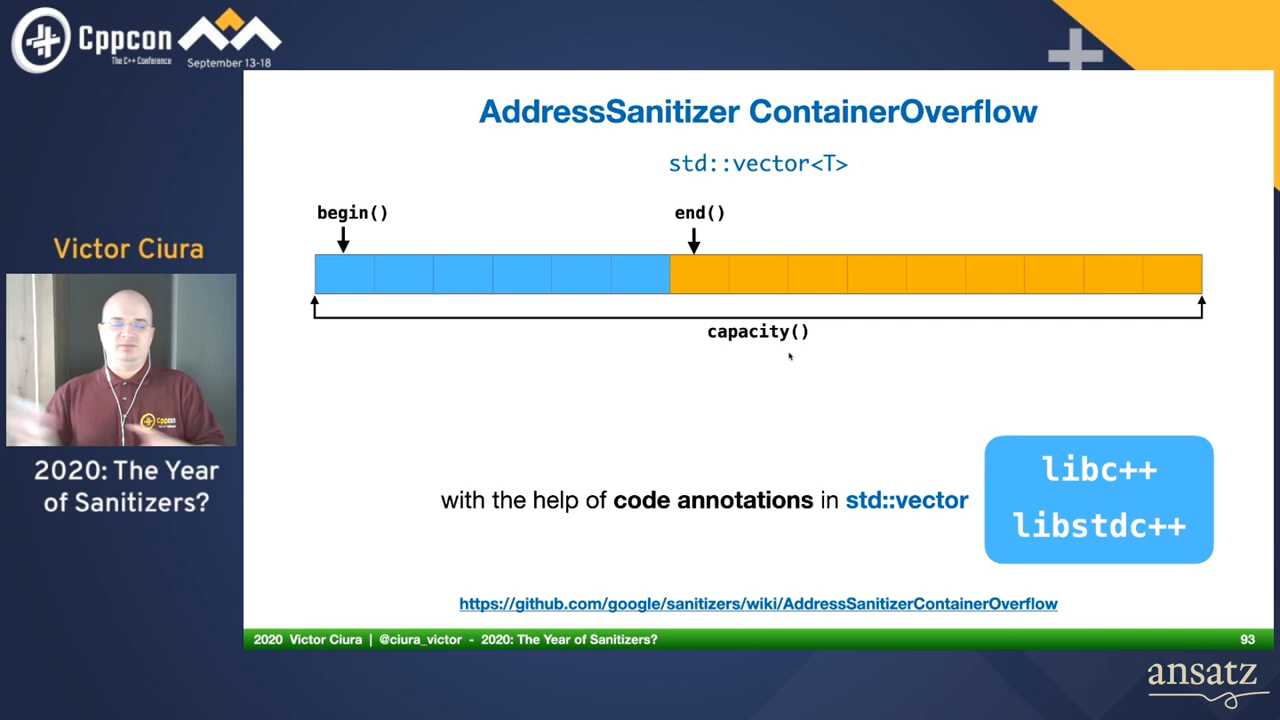 Cppcon
The C++ Conference
September 13-18
AddressSanitizer ContainerOverflow
std::vector<T>
begin()
end()
capacity()
Victor Ciura
Cppcon
2020: The Year
of Sanitizers?
with the help of code annotations in std::vector
libc++
libstdc++
https://github.com/google/sanitizers/wiki/AddressSanitizerContainerOverflow
2020 Victor Ciura | @ciura_victor - 2020: The Year of Sanitizers?
93
ansatz